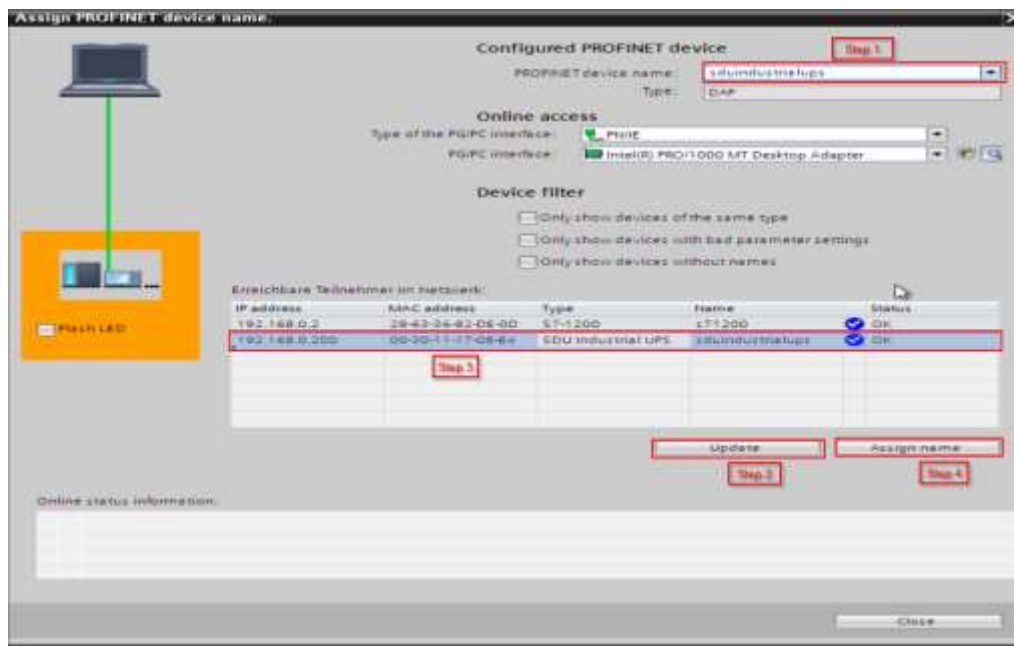 Assign PROFINET device name.
Configured PROFINET device
Step 1
PROFINET device name: sduindustrialups
Type: DAP
Online access
Type of the PG/PC interface: PN/IE
PG/PC interface: Intel(R) PRO/1000 MT Desktop Adapter
Device filter
Only show devices of the same type
Only show devices with bad parameter settings
Only show devices without names
Flash LED
Erreichbare Teilnehmer im Netzwerk:
IP address MAC address Type Name Status
192.168.0.2 S7-1200 s71200 OK
192.168.0.200 SDU Industrial UPS sduindustrialups OK
Step 3
Update Assign name
Step 2 Step 4
Online status information:
Close